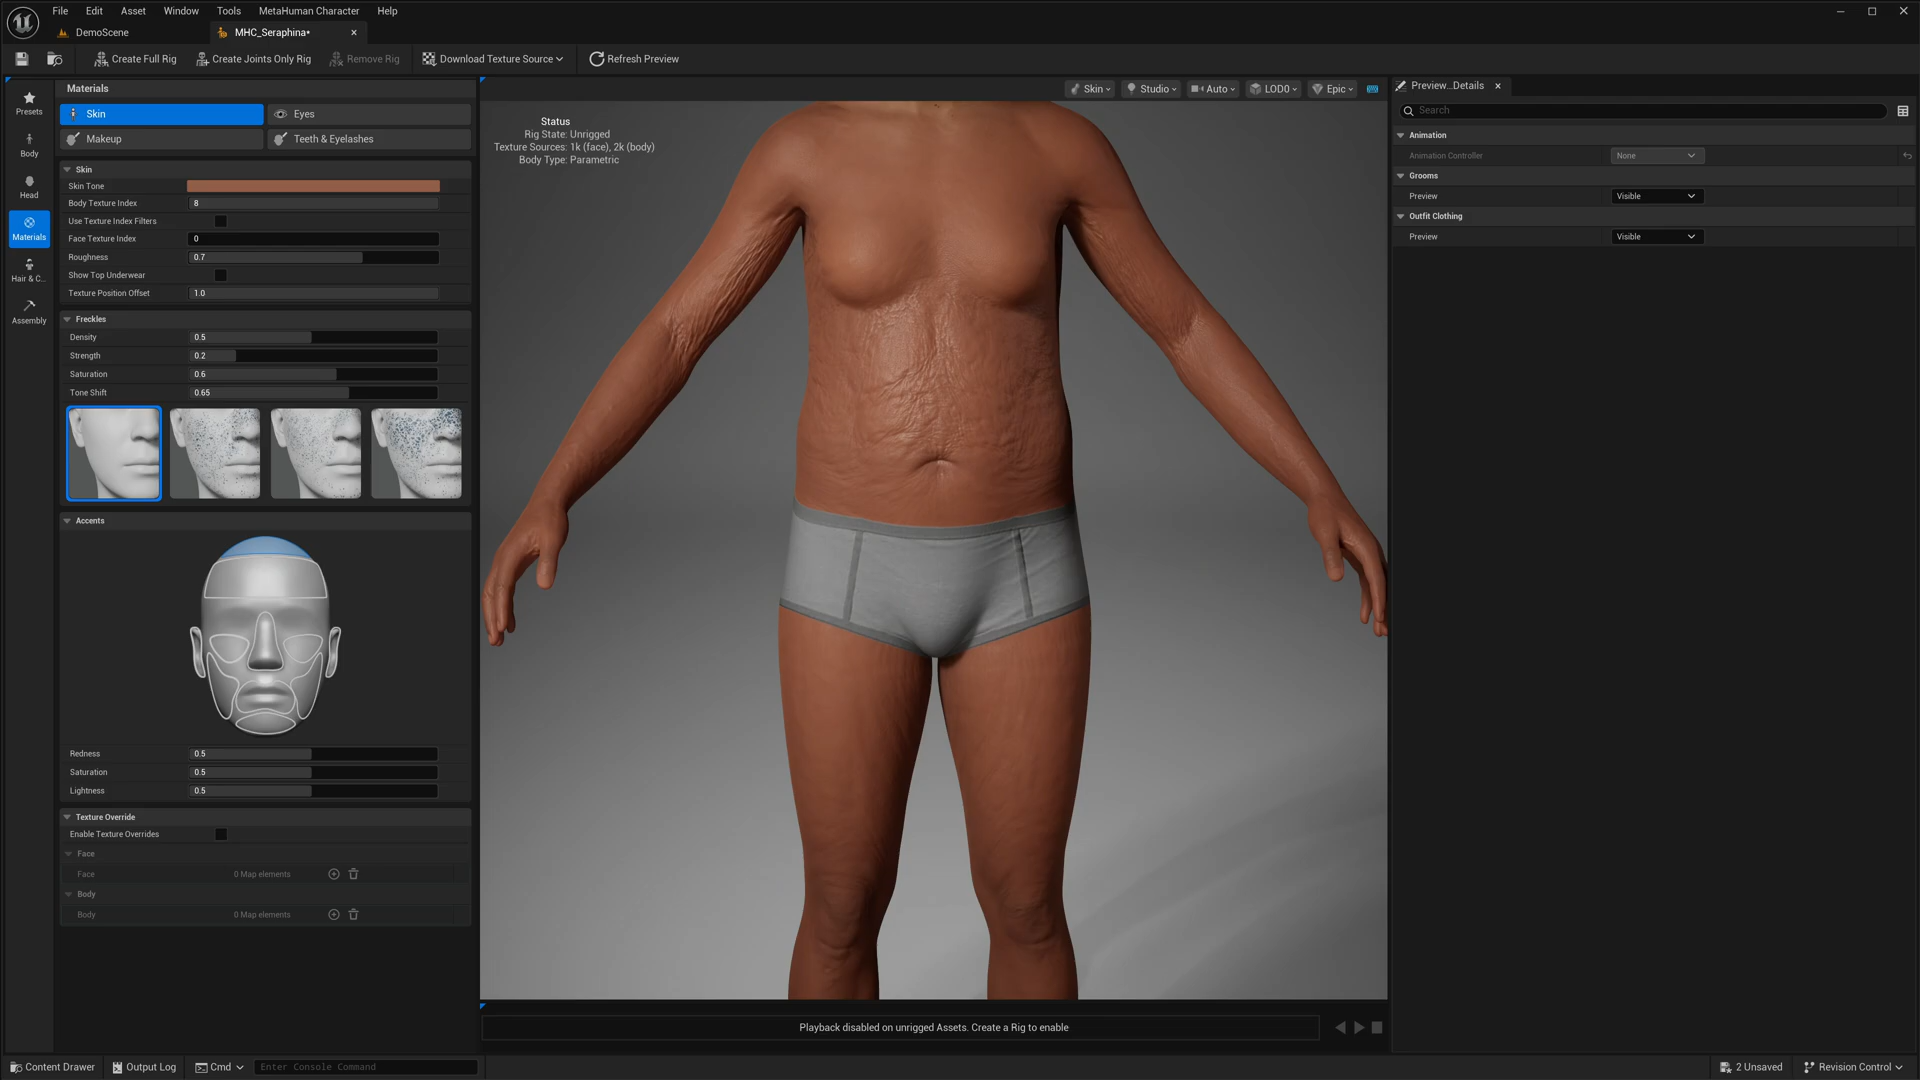 File Edit Asset Window Tools MetaHuman Character Help
DemoScene
MHC_Seraphina•
Create Full Rig
Create Joints Only Rig
Remove Rig
Download Texture Source
Refresh Preview
Presets
Body
Head
Materials
Hair & C...
Assembly
Materials
Skin
Eyes
Makeup
Teeth & Eyelashes
Skin
Skin Tone
Body Texture Index 8
Use Texture Index Filters
Face Texture Index 0
Roughness 0.7
Show Top Underwear
Texture Position Offset 1.0
Freckles
Density 0.5
Strength 0.2
Saturation 0.6
Tone Shift 0.65
Accents
Redness 0.5
Saturation 0.5
Lightness 0.5
Texture Override
Enable Texture Overrides
Face
Face 0 Map elements
Body
Body 0 Map elements
Skin
Studio
Auto
LOD0
Epic
Status
Rig State: Unrigged
Texture Sources: 1k (face), 2k (body)
Body Type: Parametric
Playback disabled on unrigged Assets. Create a Rig to enable
Preview...Details
Search
Animation
Animation Controller None
Grooms
Preview Visible
Outfit Clothing
Preview Visible
Content Drawer
Output Log
Cmd
Enter Console Command
2 Unsaved
Revision Control